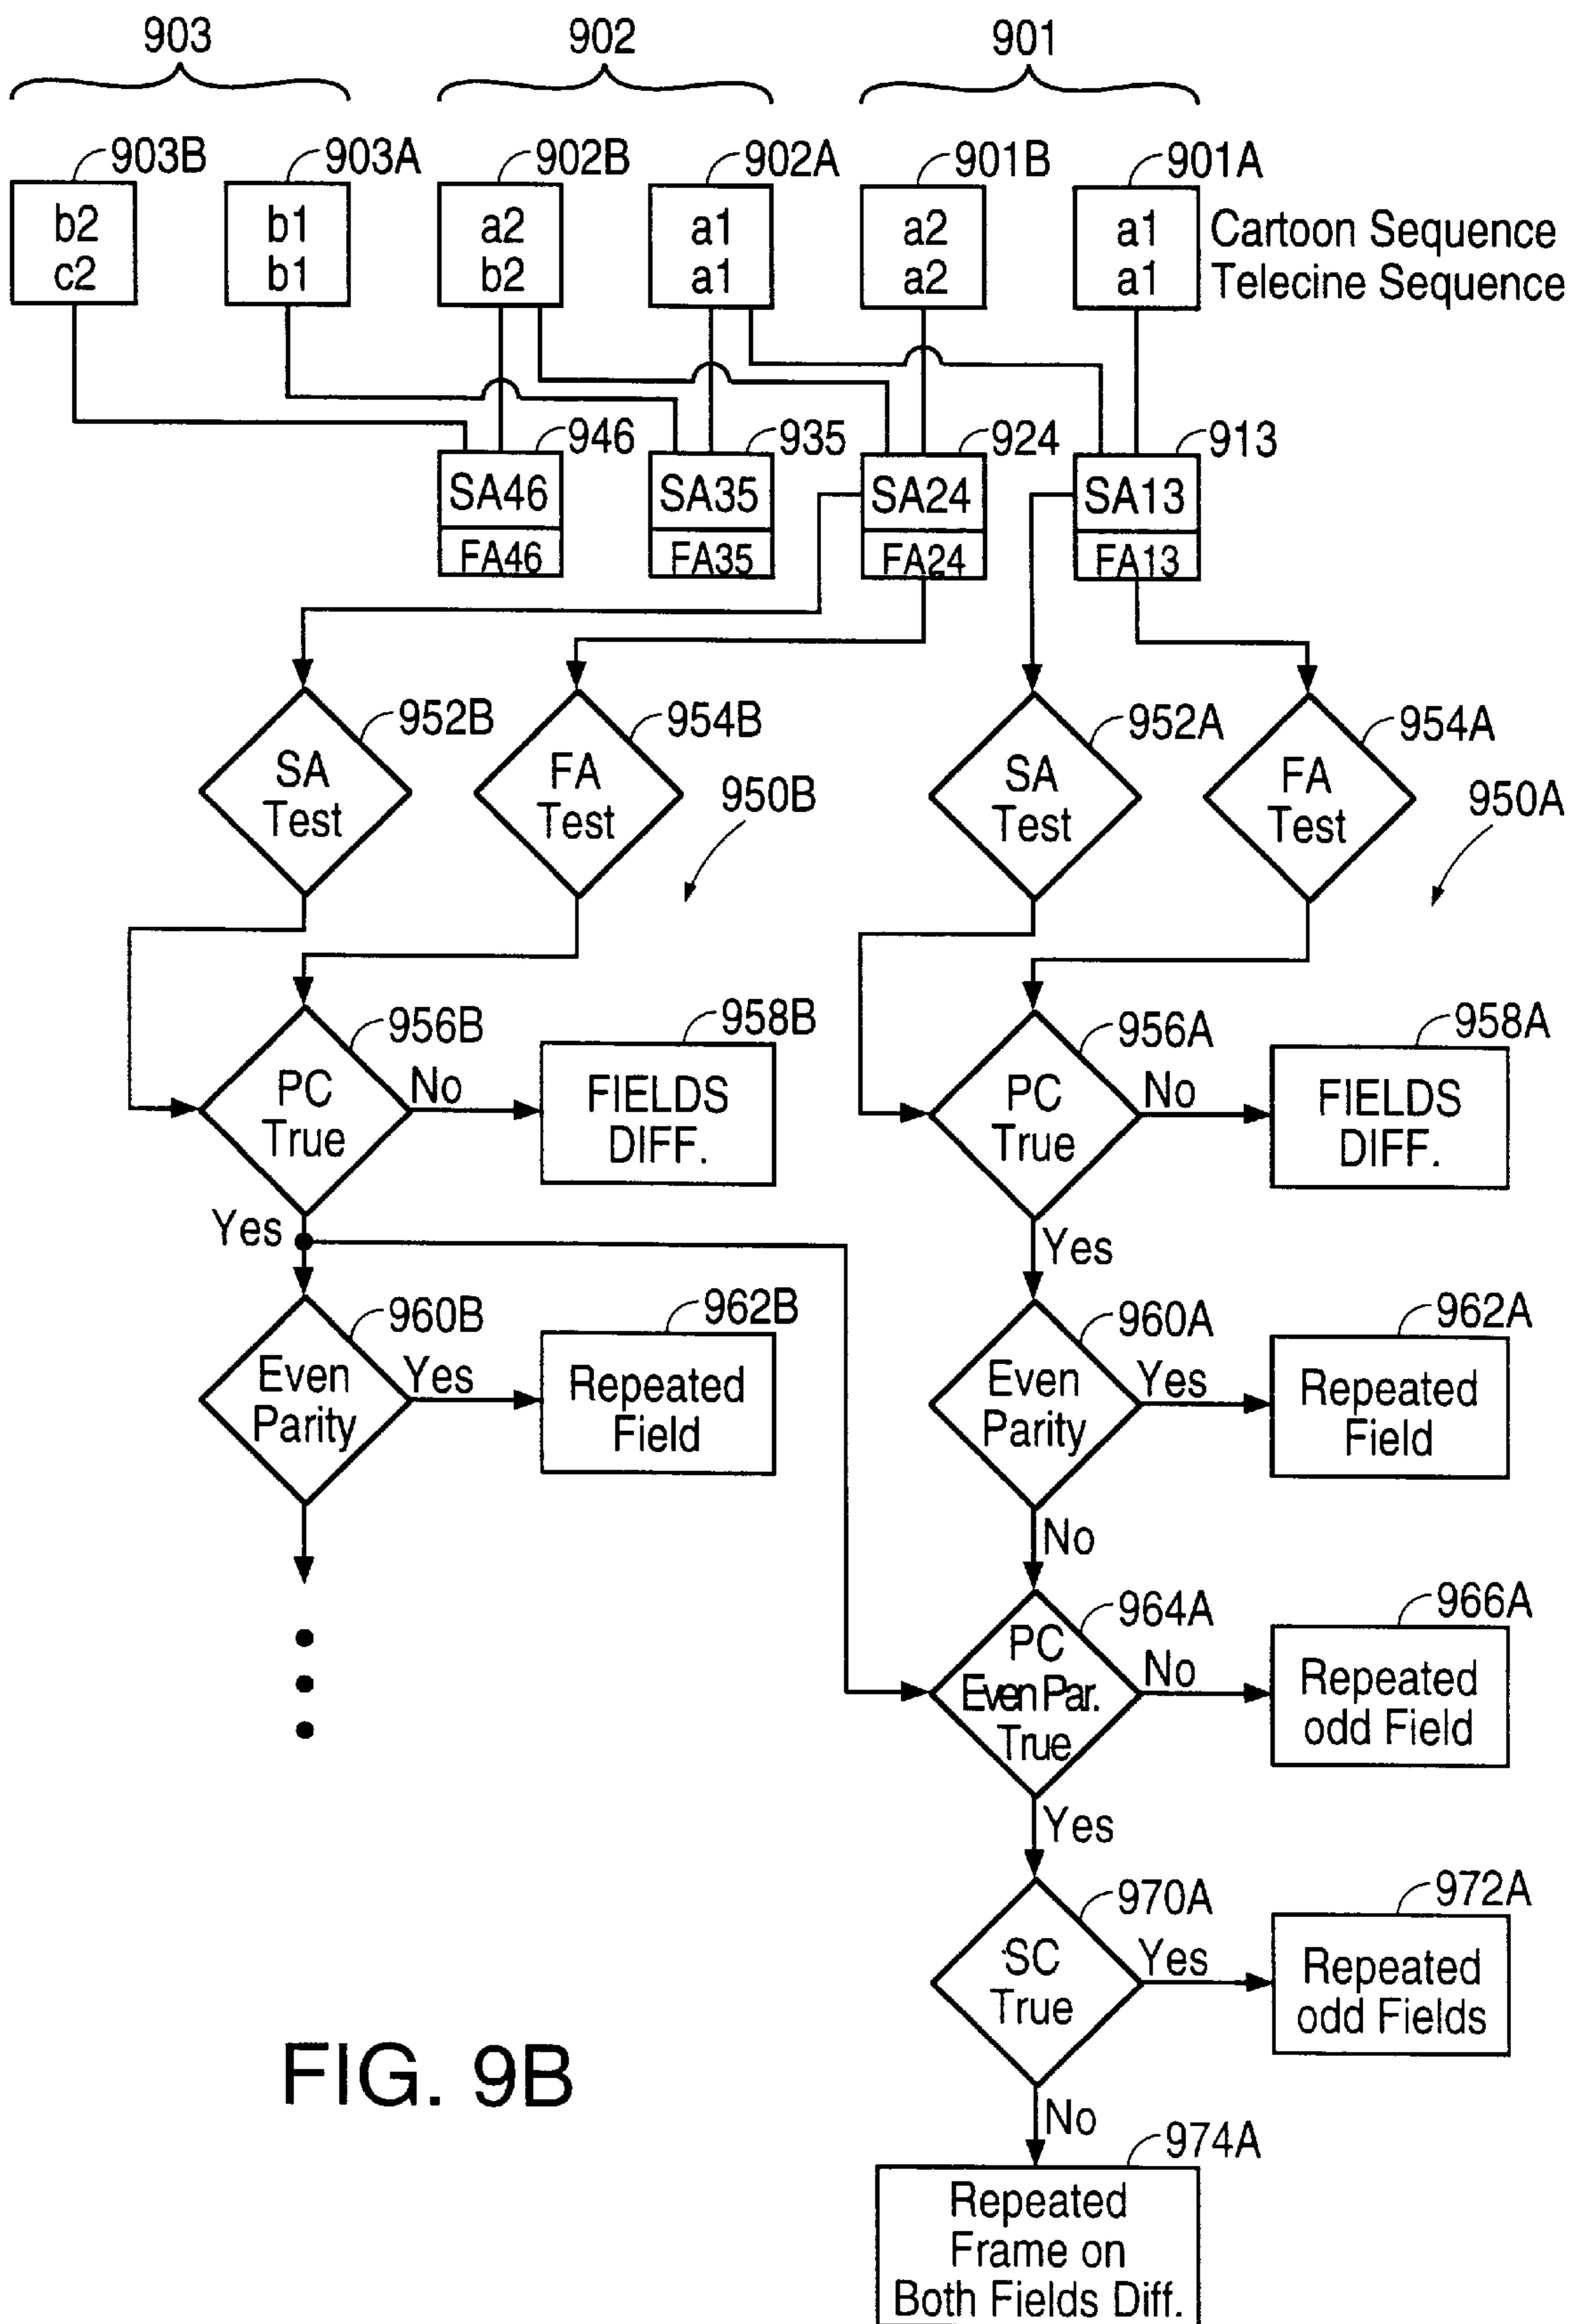 903
902
901
903B
903A
902B
902A
901B
901A
b2
c2
b1
b1
a2
b2
a1
a1
a2
a2
a1
a1
Cartoon Sequence
Telecine Sequence
946
935
924
913
SA46
FA46
SA35
FA35
SA24
FA24
SA13
FA13
952B
SA
Test
954B
FA
Test
950B
952A
SA
Test
954A
FA
Test
950A
956B
PC
True
No
958B
FIELDS
DIFF.
956A
PC
True
No
958A
FIELDS
DIFF.
Yes
Yes
960B
Even
Parity
Yes
962B
Repeated
Field
960A
Even
Parity
Yes
962A
Repeated
Field
No
964A
PC
Even Par.
True
No
966A
Repeated
odd Field
Yes
970A
SC
True
Yes
972A
Repeated
odd Fields
No
974A
Repeated
Frame on
Both Fields Diff.
FIG. 9B